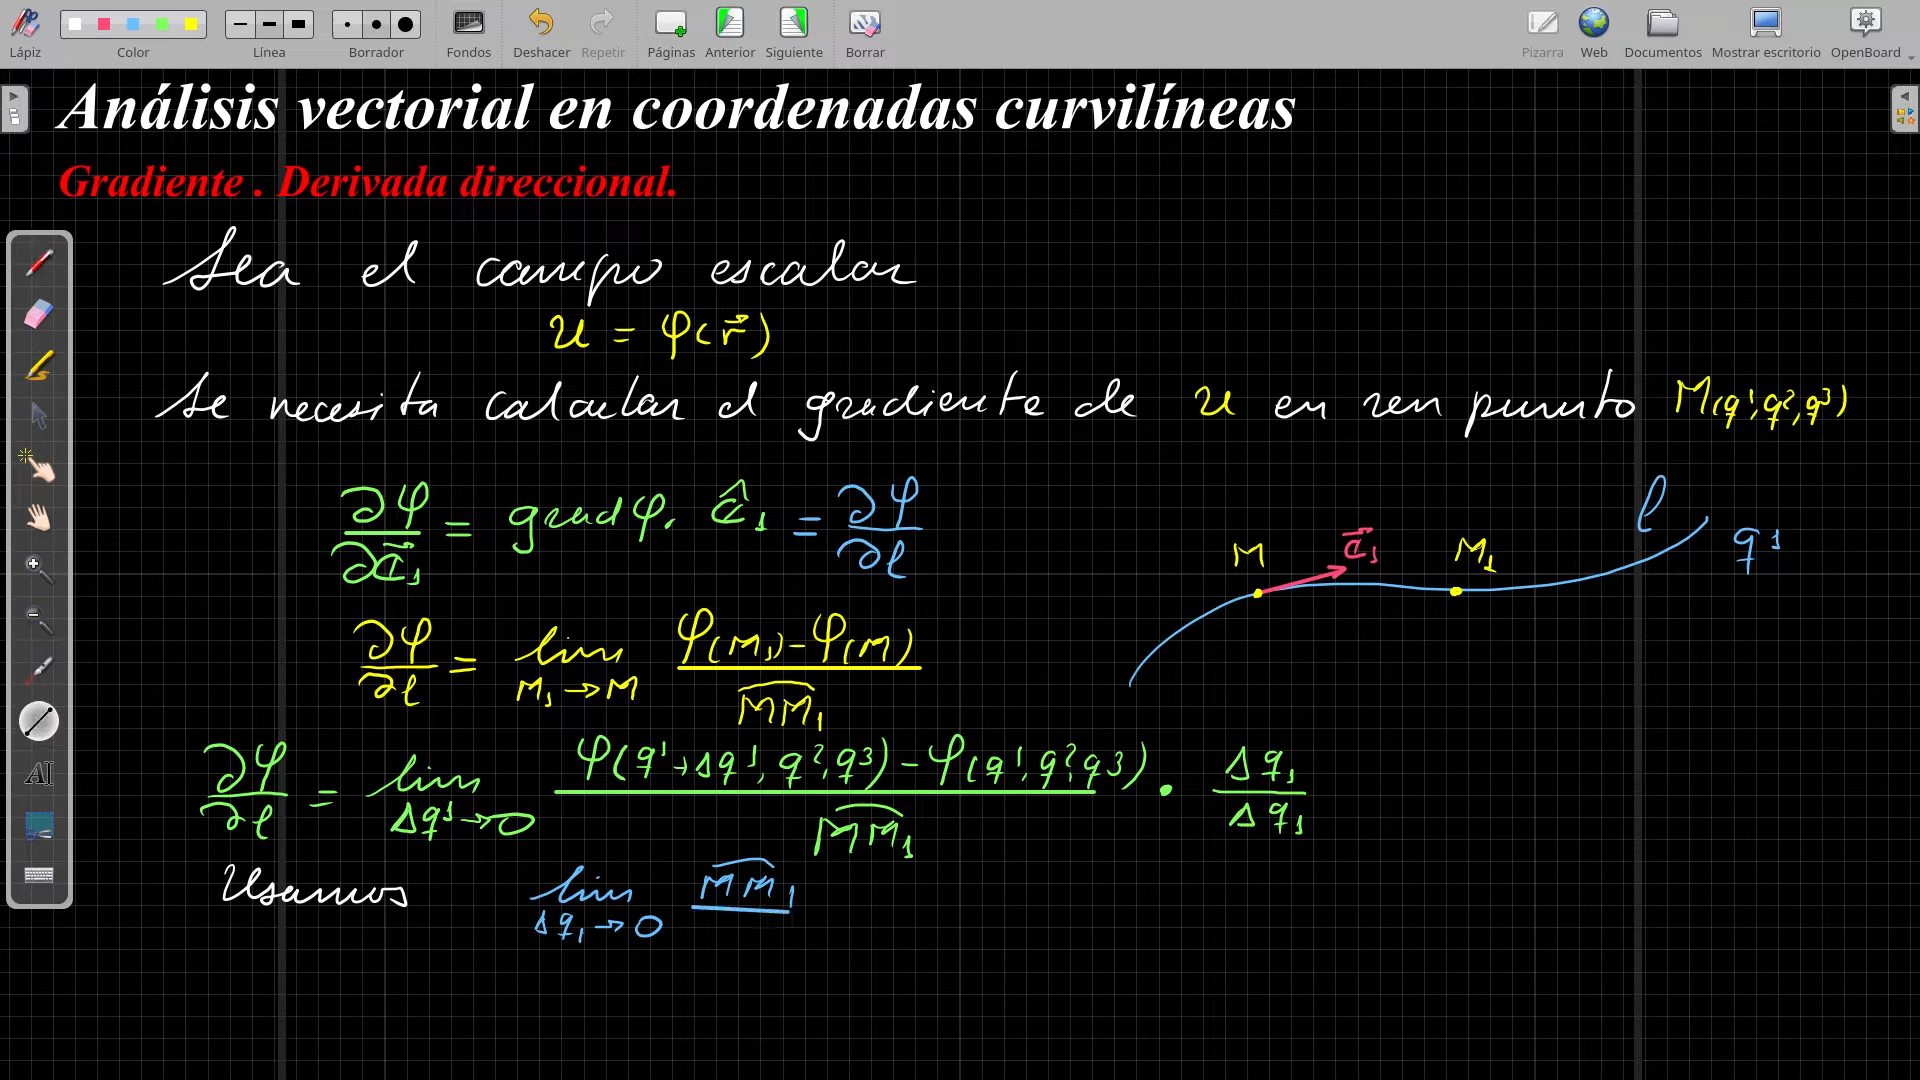 Lápiz Color Línea Borrador Fondos Deshacer Repetir Páginas Anterior Siguiente Borrar Pizarra Web Documentos Mostrar escritorio OpenBoard
Análisis vectorial en coordenadas curvilíneas
Gradiente . Derivada direccional.
Sea el campo escalar
u = φ(r⃗)
se necesita calcular el gradiente de u en un punto M(q¹, q², q³)
∂φ/∂e⃗₁ = grad φ · ê₁ = ∂φ/∂ℓ
M e⃗₁ M₁ ℓ q¹
∂φ/∂ℓ = lim M₁→M (φ(M₁) - φ(M))/MM₁
∂φ/∂ℓ = lim Δq¹→0 (φ(q¹+Δq¹, q², q³) - φ(q¹, q², q³))/MM₁ · Δq₁/Δq₁
Usamos lim Δq₁→0 MM₁